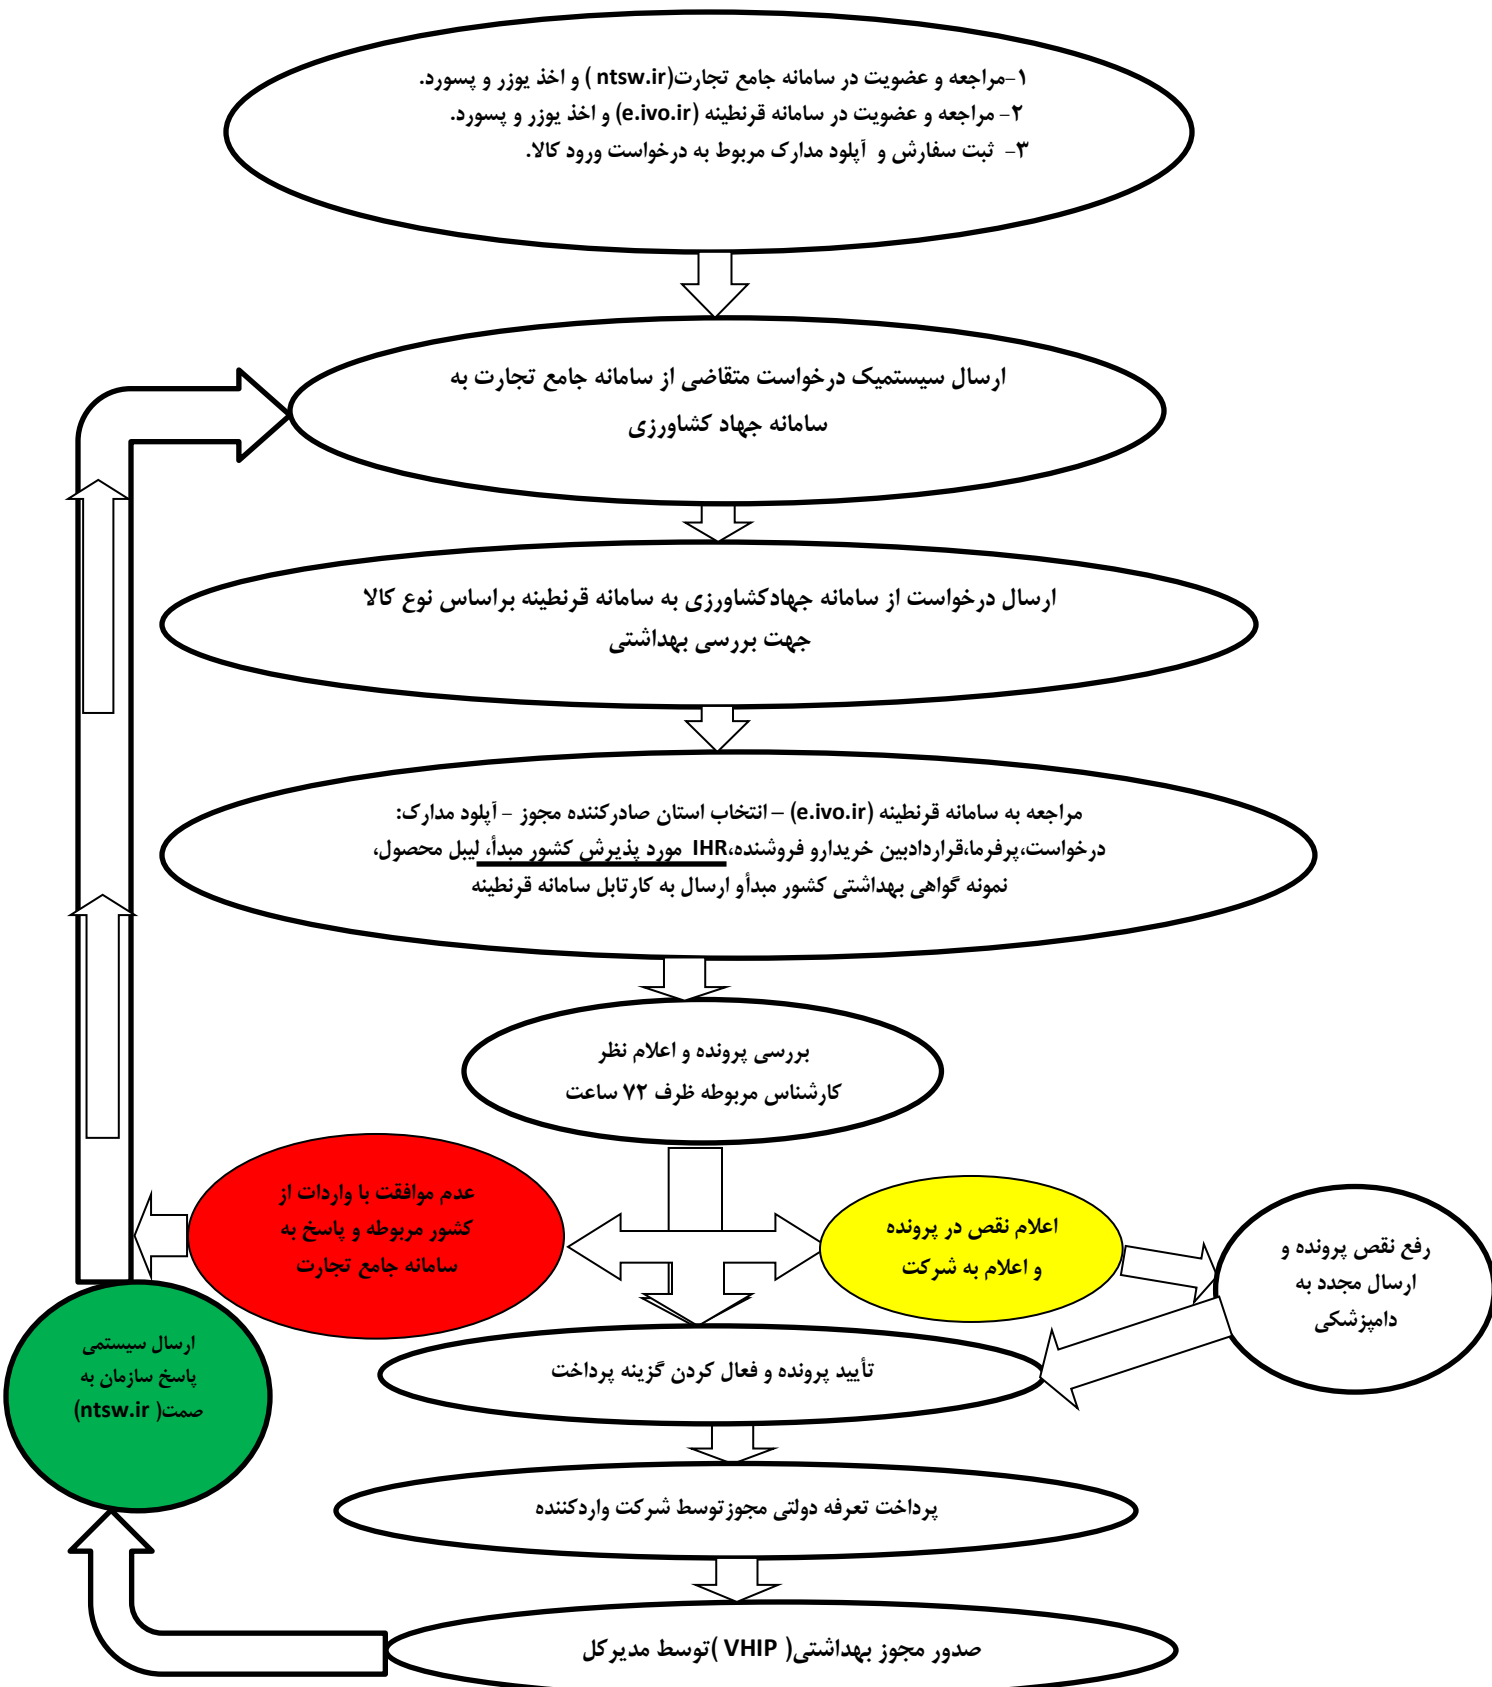 ۱-مراجعه و عضویت در سامانه جامع تجارت(ntsw.ir ) و اخذ یوزر و پسورد.
۲- مراجعه و عضویت در سامانه قرنطینه (e.ivo.ir) و اخذ یوزر و پسورد.
۳- ثبت سفارش و آپلود مدارک مربوط به درخواست ورود کالا.
ارسال سیستمیک درخواست متقاضی از سامانه جامع تجارت به
سامانه جهاد کشاورزی
ارسال درخواست از سامانه جهادکشاورزی به سامانه قرنطینه براساس نوع کالا
جهت بررسی بهداشتی
مراجعه به سامانه قرنطینه (e.ivo.ir) – انتخاب استان صادرکننده مجوز - آپلود مدارک:
درخواست،پرفرما،قراردادبین خریدارو فروشنده،IHR مورد پذیرش کشور مبدأ، لیبل محصول،
نمونه گواهی بهداشتی کشور مبدأو ارسال به کارتابل سامانه قرنطینه
بررسی پرونده و اعلام نظر
کارشناس مربوطه ظرف ۷۲ ساعت
عدم موافقت با واردات از
کشور مربوطه و پاسخ به
سامانه جامع تجارت
اعلام نقص در پرونده
و اعلام به شرکت
رفع نقص پرونده و
ارسال مجدد به
دامپزشکی
تأیید پرونده و فعال کردن گزینه پرداخت
ارسال سیستمی
پاسخ سازمان به
صمت( ntsw.ir)
پرداخت تعرفه دولتی مجوزتوسط شرکت واردکننده
صدور مجوز بهداشتی( VHIP )توسط مدیرکل